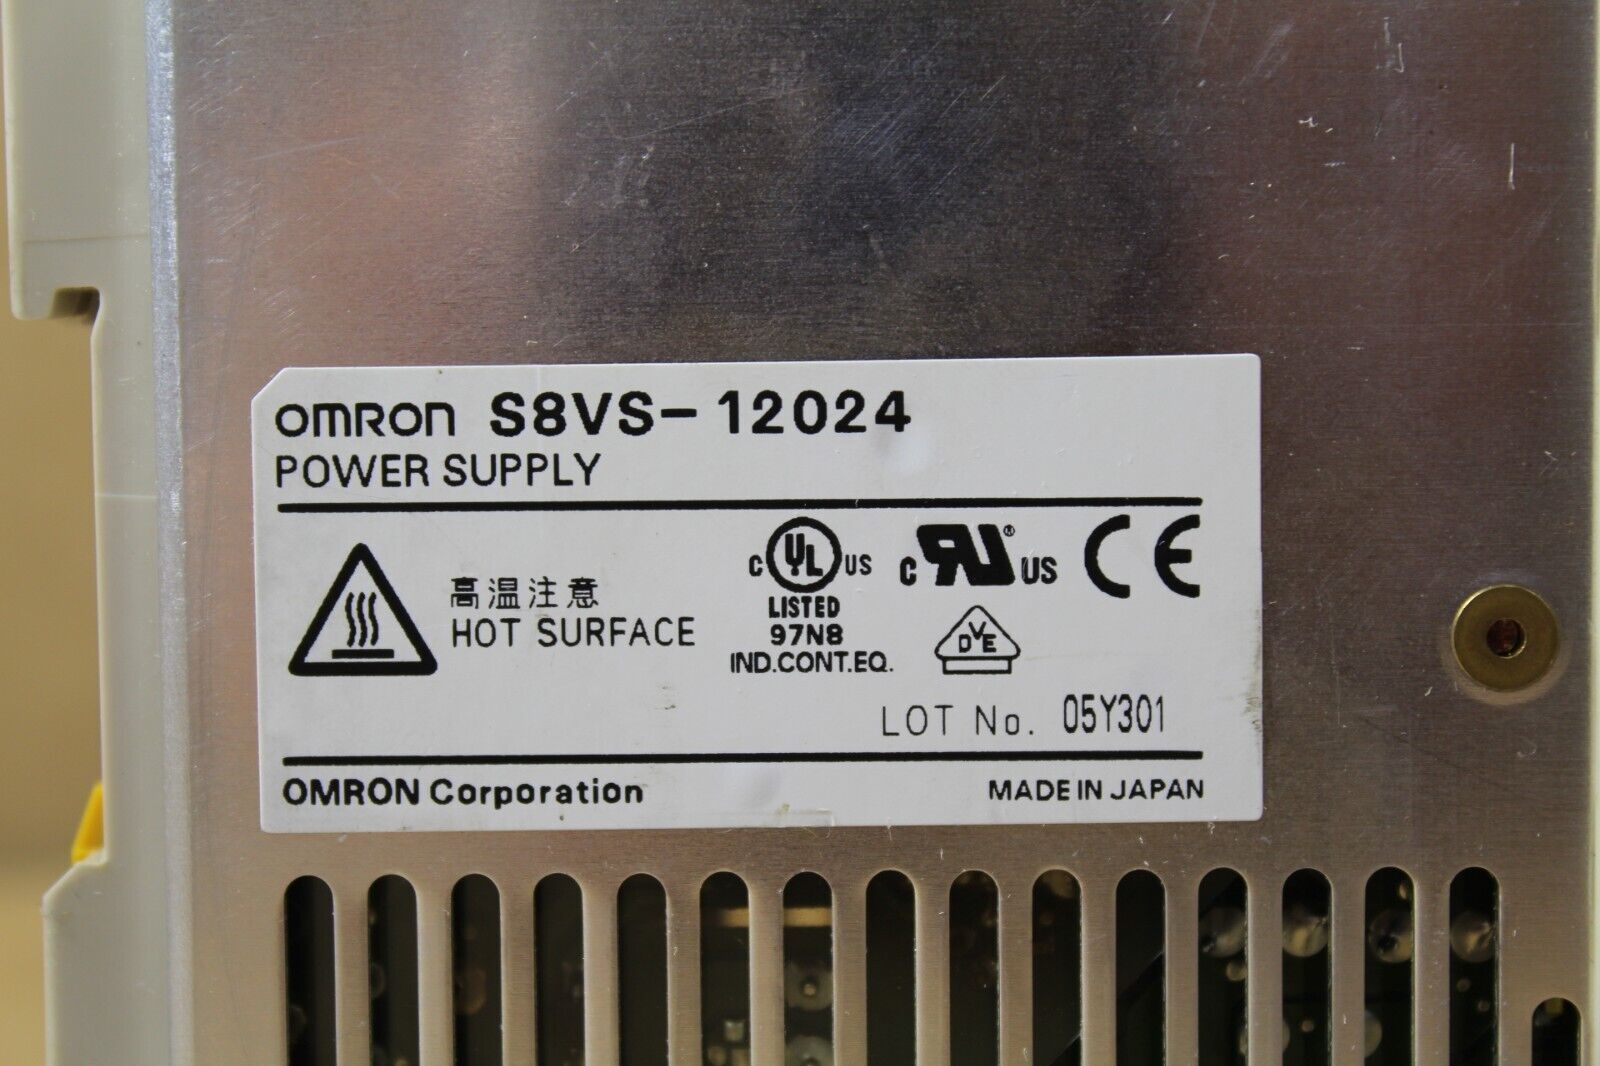 OMRON S8VS-12024
POWER SUPPLY
高温注意
HOT SURFACE
C UL US
LISTED
97N8
IND.CONT.EQ.
C RU® US
CE
DVE
LOT No. 05Y301
OMRON Corporation
MADE IN JAPAN